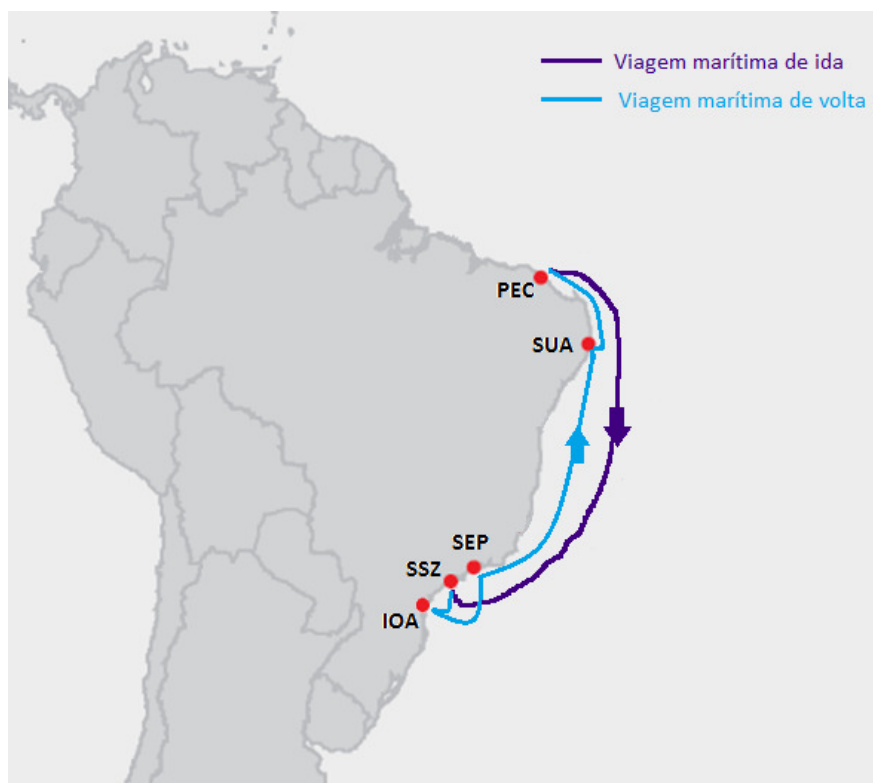 Viagem marítima de ida
Viagem marítima de volta
PEC
SUA
SEP
SSZ
IOA